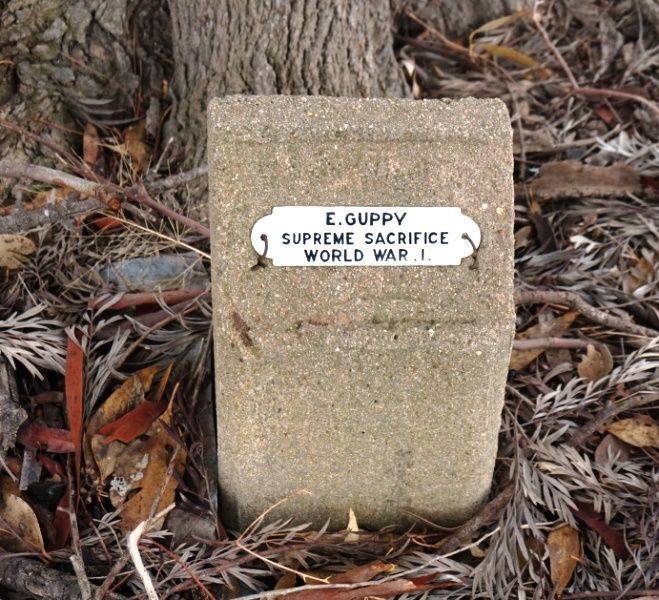 E. GUPPY
SUPREME SACRIFICE
WORLD WAR. I.